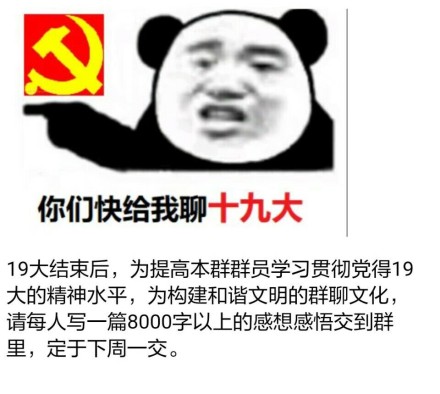 你们快给我聊十九大
19大结束后，为提高本群群员学习贯彻党得19
大的精神水平，为构建和谐文明的群聊文化，
请每人写一篇8000字以上的感想感悟交到群
里，定于下周一交。